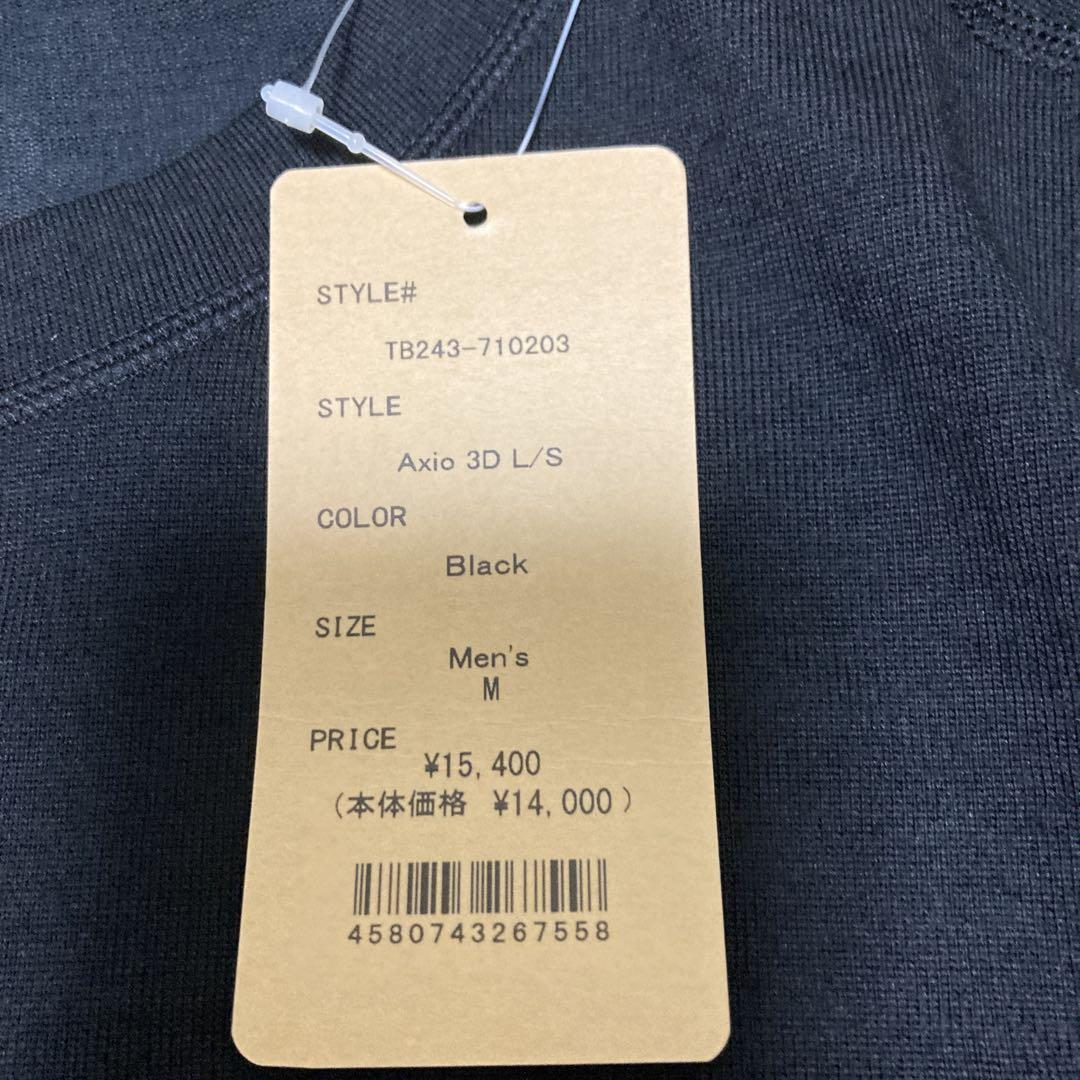 STYLE#
TB243-710203
STYLE
Axio 3D L/S
COLOR
Black
SIZE
Men's
M
PRICE
¥15,400
(本体価格 ¥14,000)
4580743267558